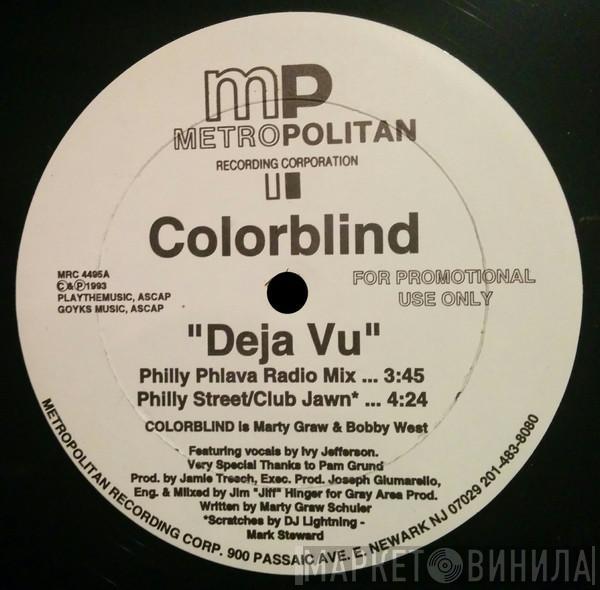 mp
METROPOLITAN
RECORDING CORPORATION
Colorblind
MRC 4495A
©&℗1993
PLAYTHEMUSIC, ASCAP
GOYKS MUSIC, ASCAP
FOR PROMOTIONAL
USE ONLY
"Deja Vu"
Philly Phlava Radio Mix ... 3:45
Philly Street/Club Jawn* ... 4:24
COLORBLIND is Marty Graw & Bobby West
Featuring vocals by Ivy Jefferson.
Very Special Thanks to Pam Grund
Prod. by Jamie Tresch, Exec. Prod. Joseph Giumarello,
Eng. & Mixed by Jim "Jiff" Hinger for Gray Area Prod.
Written by Marty Graw Schuler
*Scratches by DJ Lightning -
Mark Steward
METROPOLITAN RECORDING CORP. 900 PASSAIC AVE. E. NEWARK NJ 07029 201-483-8080
МАРКЕТ ВИНИЛА